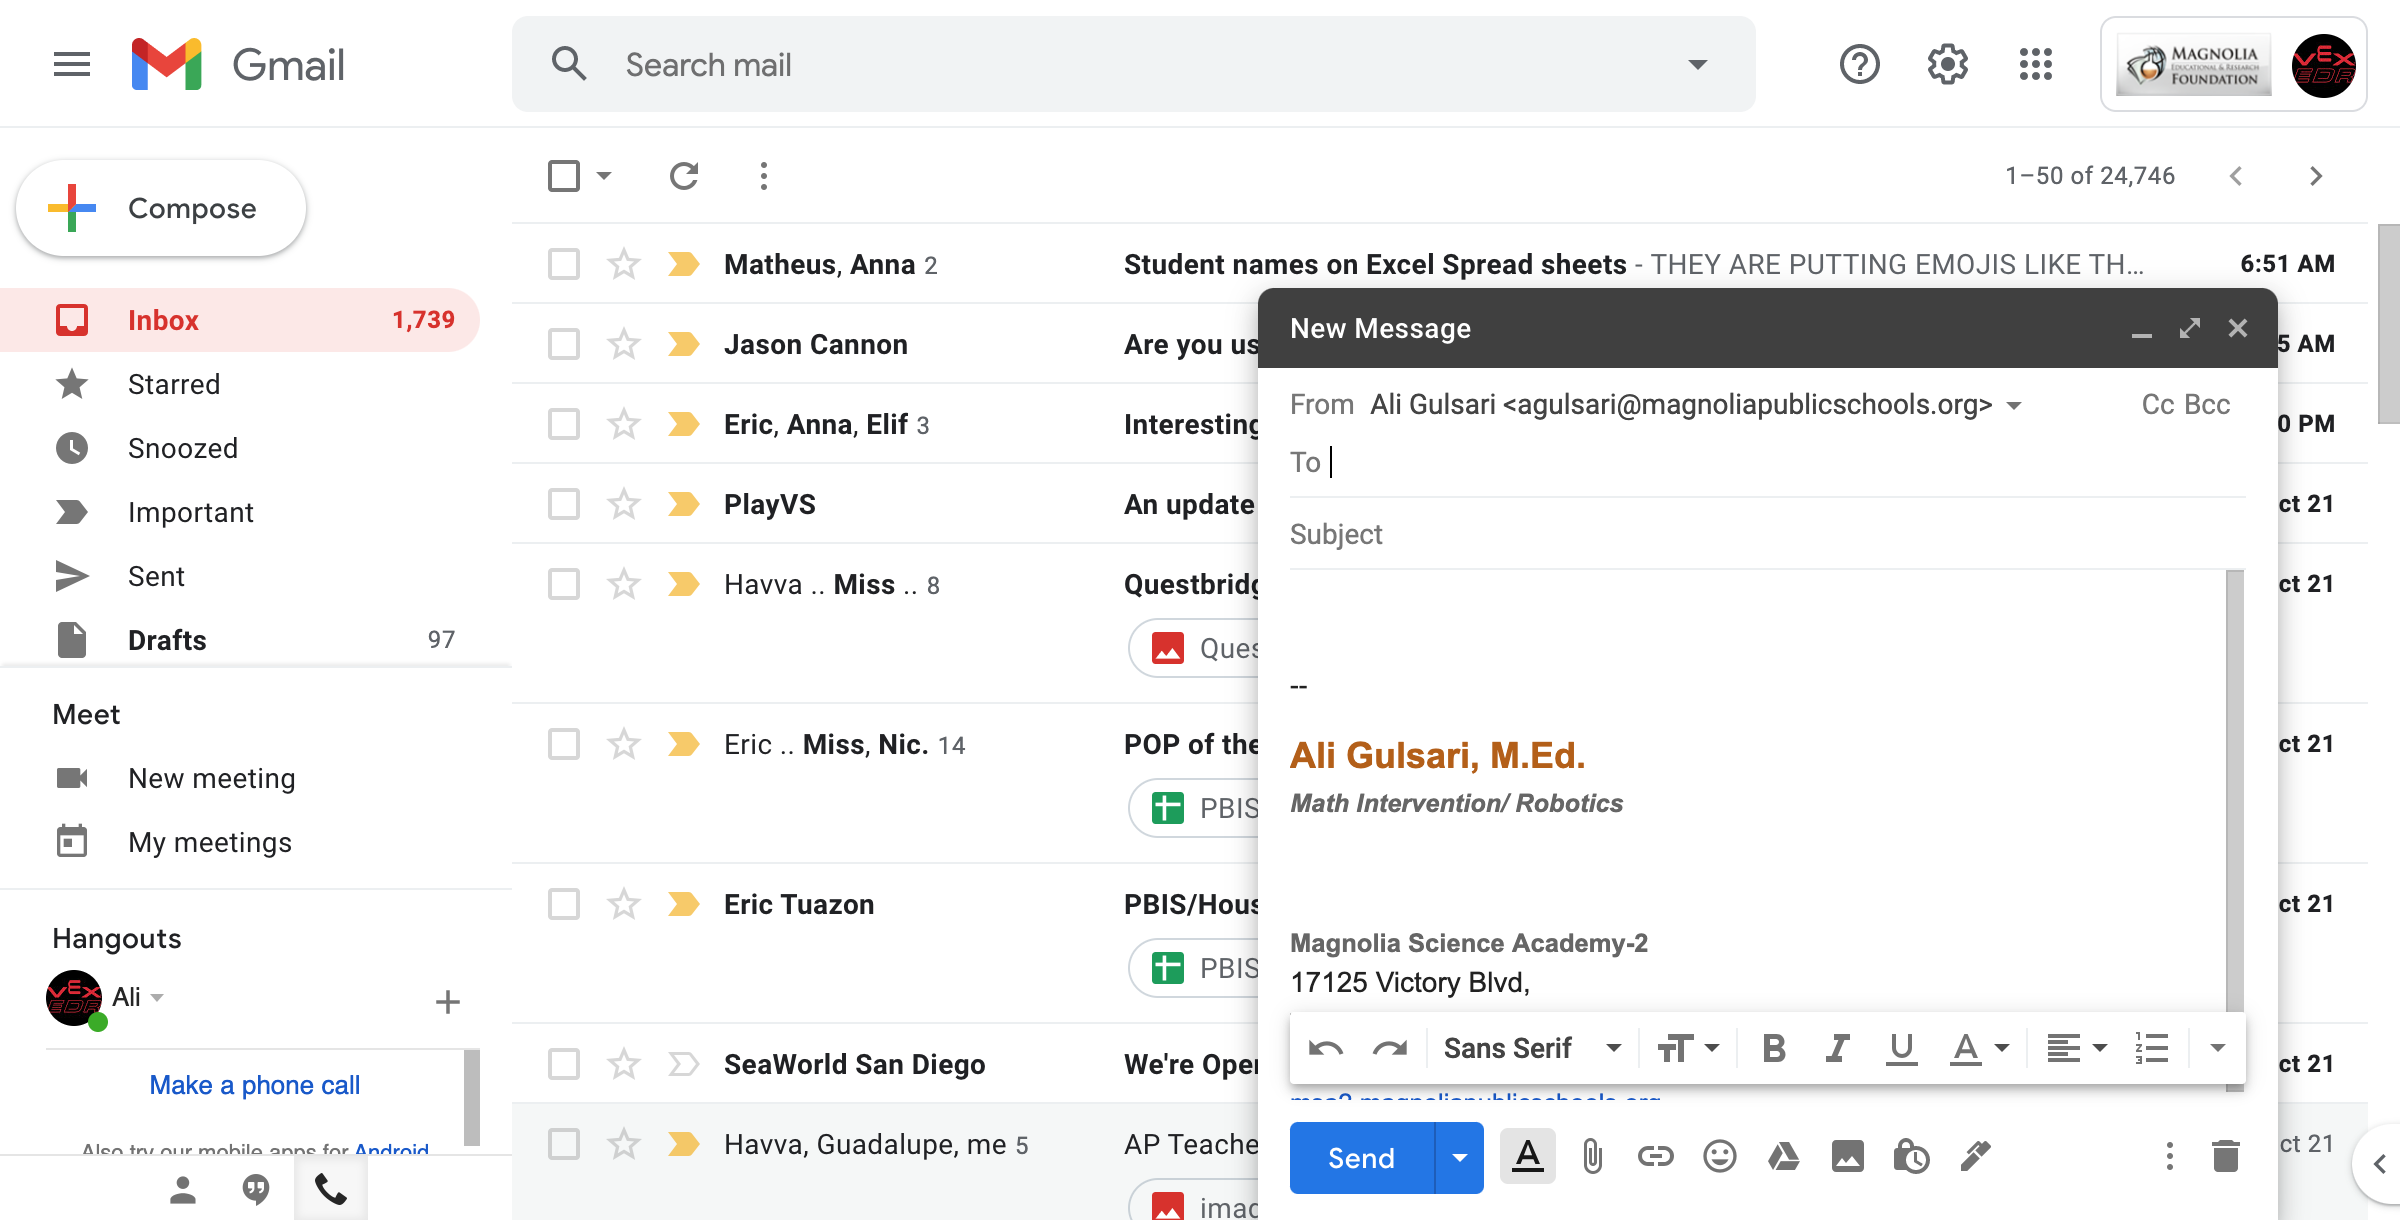 Gmail
Search mail
MAGNOLIA
EDUCATIONAL & RESEARCH
FOUNDATION
VEX
EDR
Compose
1–50 of 24,746
Inbox 1,739
Starred
Snoozed
Important
Sent
Drafts 97
Meet
New meeting
My meetings
Hangouts
VEX
EDR
Ali
Make a phone call
Also try our mobile apps for Android
Matheus, Anna 2 Student names on Excel Spread sheets - THEY ARE PUTTING EMOJIS LIKE TH... 6:51 AM
Jason Cannon Are you us 5 AM
Eric, Anna, Elif 3 Interesting 0 PM
PlayVS An update ct 21
Havva .. Miss .. 8 Questbridg ct 21
Ques
Eric .. Miss, Nic. 14 POP of the ct 21
PBIS
Eric Tuazon PBIS/Hous ct 21
PBIS
SeaWorld San Diego We're Oper ct 21
Havva, Guadalupe, me 5 AP Teache ct 21
imag
New Message
From Ali Gulsari <agulsari@magnoliapublicschools.org> Cc Bcc
To
Subject
--
Ali Gulsari, M.Ed.
Math Intervention/ Robotics
Magnolia Science Academy-2
17125 Victory Blvd,
Sans Serif
msa2.magnoliapublicschools.org
Send